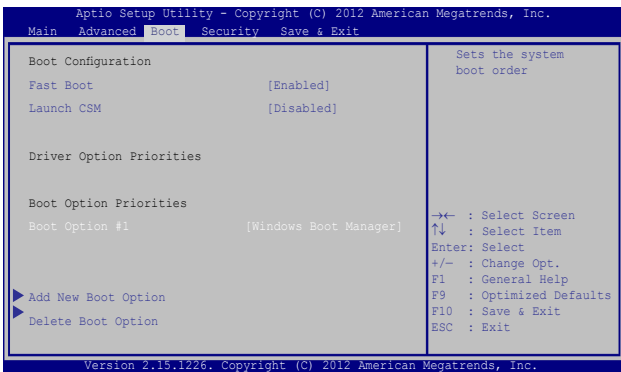 Aptio Setup Utility - Copyright (C) 2012 American Megatrends, Inc.
Main Advanced Boot Security Save & Exit
Boot Configuration
Fast Boot [Enabled]
Launch CSM [Disabled]
Driver Option Priorities
Boot Option Priorities
Boot Option #1 [Windows Boot Manager]
Add New Boot Option
Delete Boot Option
Sets the system
boot order
→← : Select Screen
↑↓ : Select Item
Enter: Select
+/— : Change Opt.
F1 : General Help
F9 : Optimized Defaults
F10 : Save & Exit
ESC : Exit
Version 2.15.1226. Copyright (C) 2012 American Megatrends, Inc.